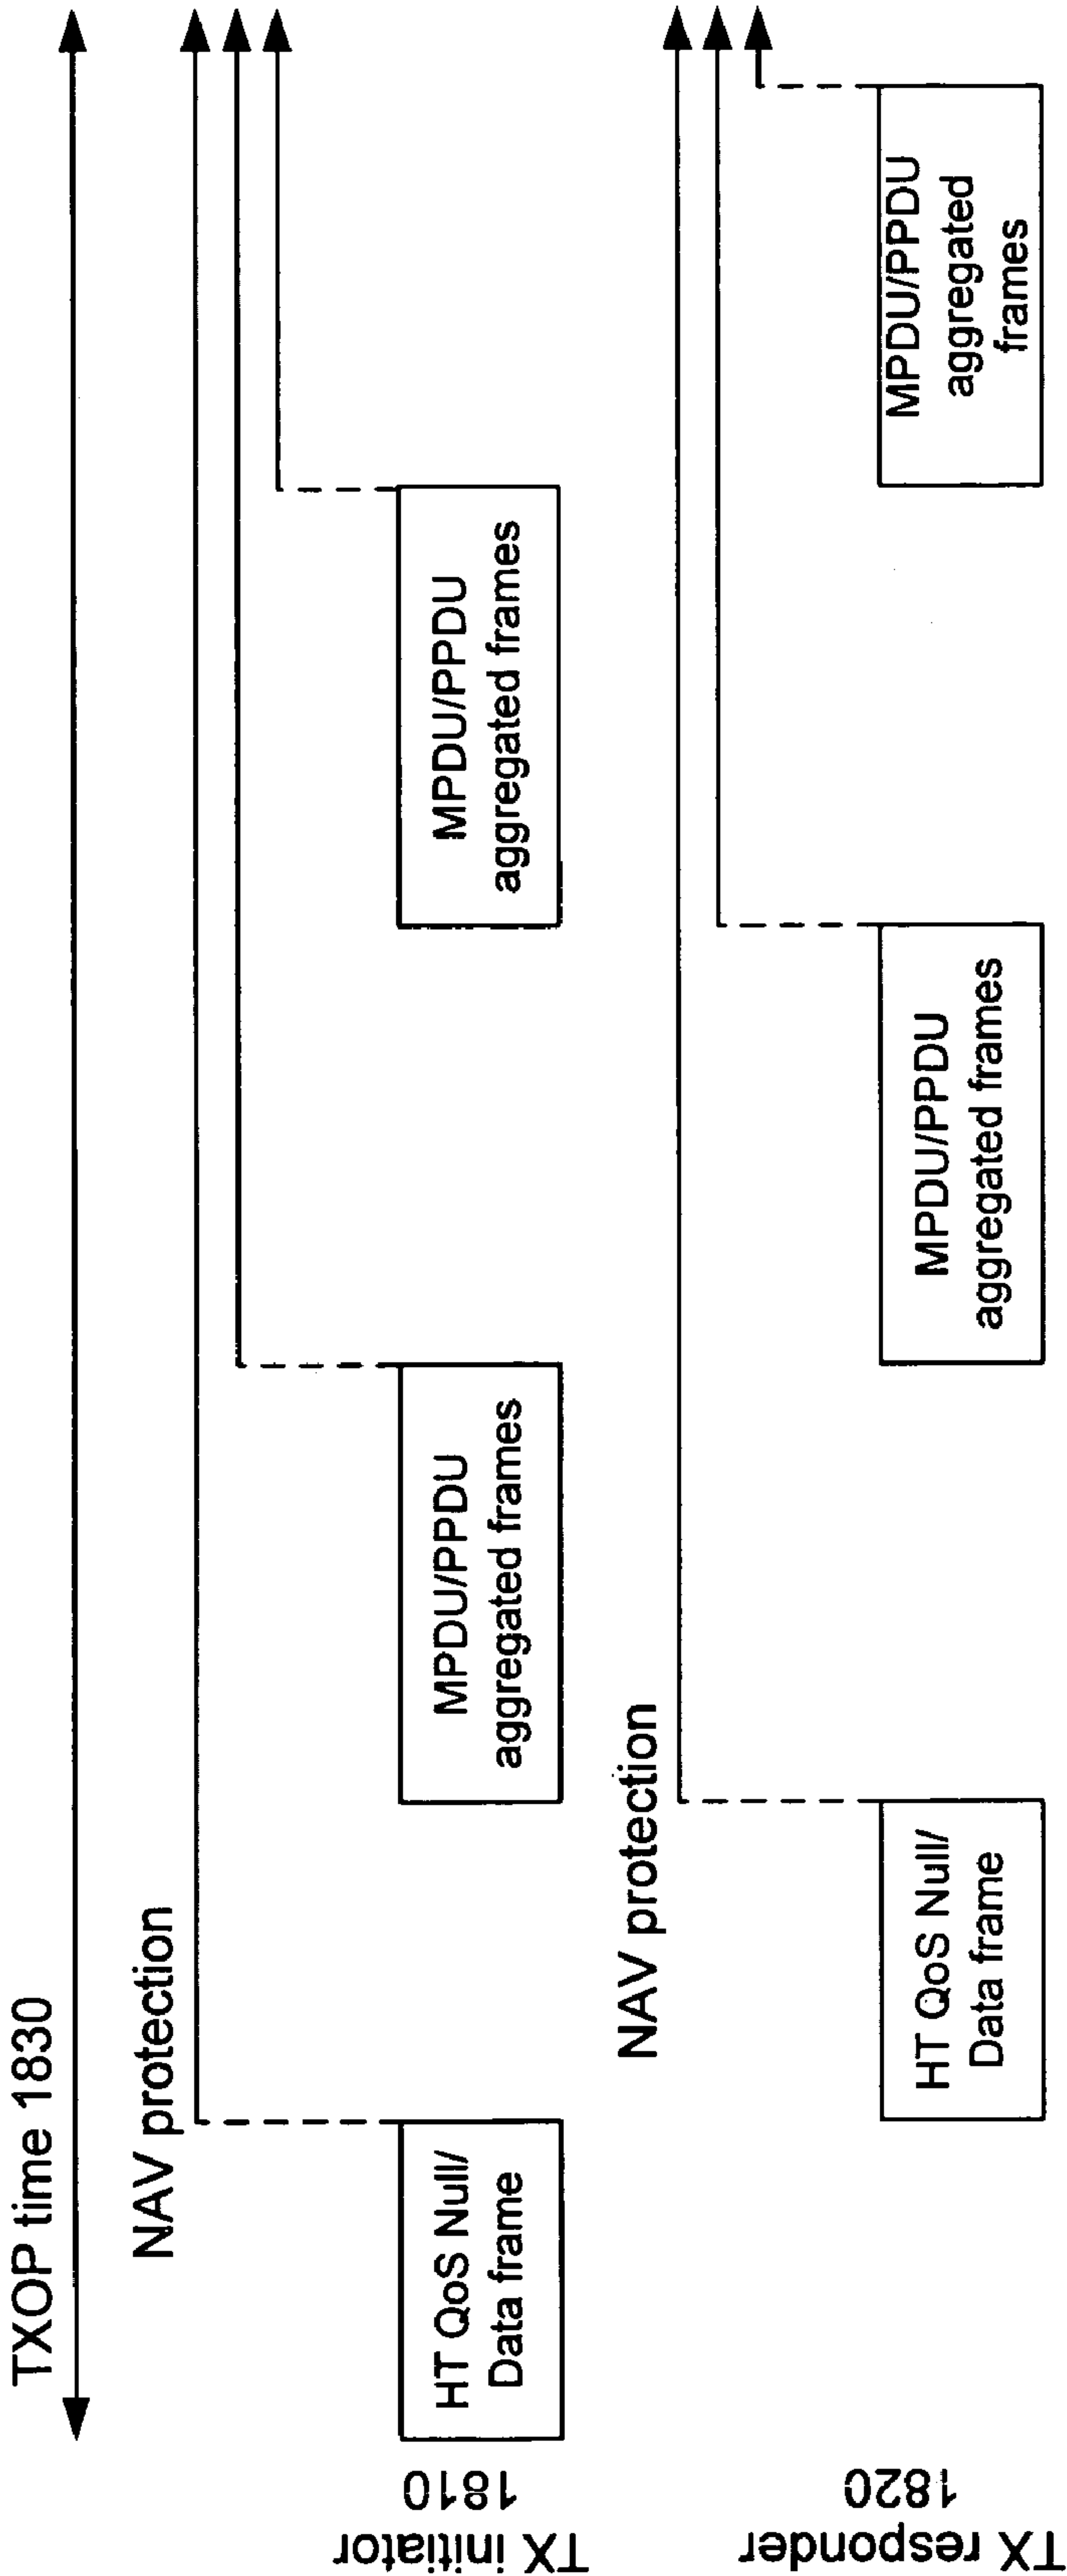 TXOP time 1830
NAV protection
TX initiator
1810
HT QoS Null/
Data frame
MPDU/PPDU
aggregated frames
MPDU/PPDU
aggregated frames
NAV protection
TX responder
1820
HT QoS Null/
Data frame
MPDU/PPDU
aggregated frames
MPDU/PPDU
aggregated
frames